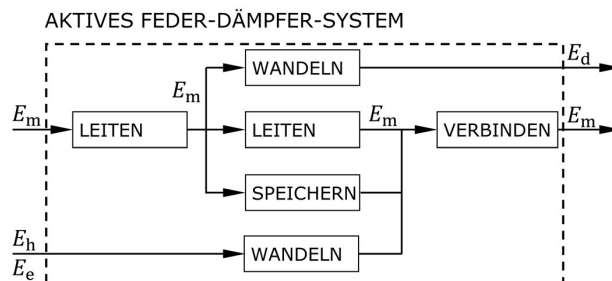 AKTIVES FEDER-DÄMPFER-SYSTEM
WANDELN
E_d
E_m
E_m
LEITEN
LEITEN
E_m
VERBINDEN
E_m
SPEICHERN
E_h
E_e
WANDELN